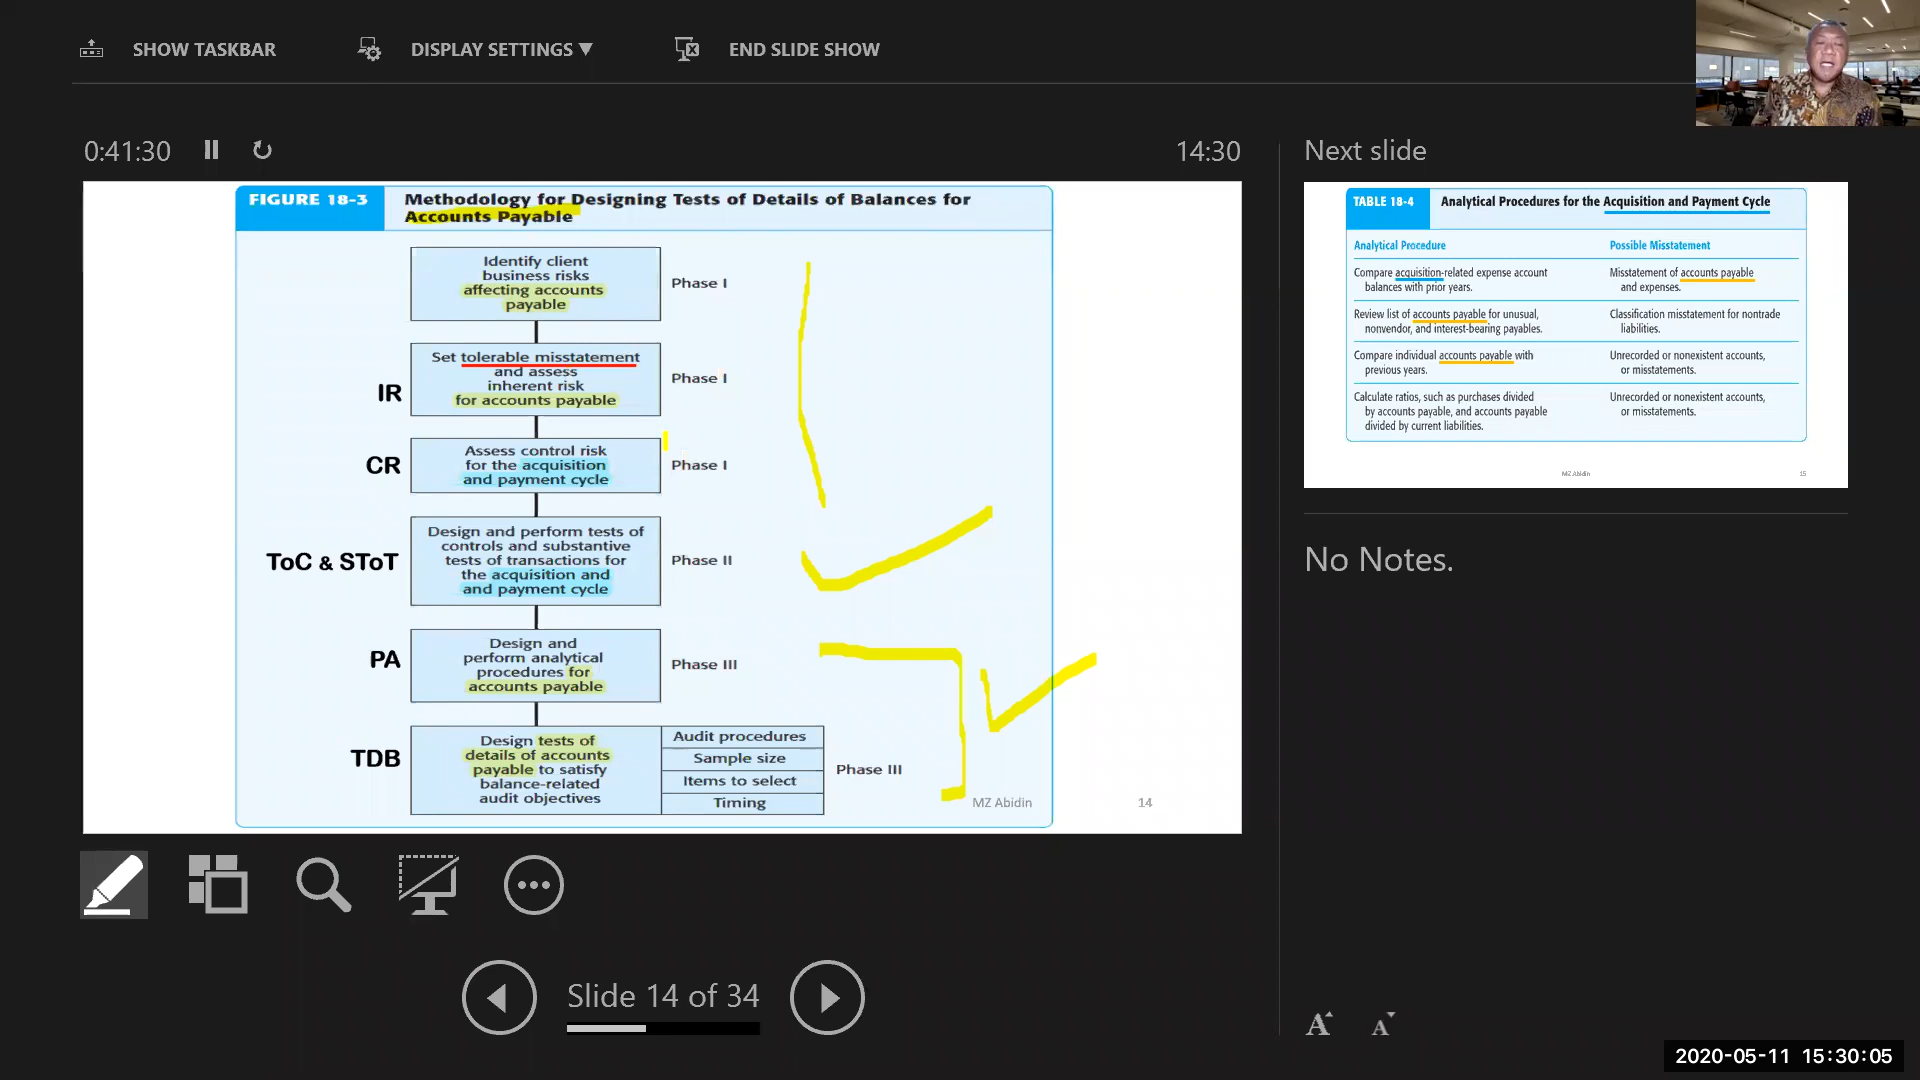 SHOW TASKBAR
DISPLAY SETTINGS ▼
END SLIDE SHOW
0:41:30
14:30
Next slide
FIGURE 18-3
Methodology for Designing Tests of Details of Balances for
Accounts Payable
Identify client
business risks
affecting accounts
payable
Phase I
IR
Set tolerable misstatement
and assess
inherent risk
for accounts payable
Phase I
CR
Assess control risk
for the acquisition
and payment cycle
Phase I
ToC & SToT
Design and perform tests of
controls and substantive
tests of transactions for
the acquisition and
and payment cycle
Phase II
PA
Design and
perform analytical
procedures for
accounts payable
Phase III
TDB
Design tests of
details of accounts
payable to satisfy
balance-related
audit objectives
Audit procedures
Sample size
Items to select
Timing
Phase III
MZ Abidin
14
TABLE 18-4
Analytical Procedures for the Acquisition and Payment Cycle
Analytical Procedure
Possible Misstatement
Compare acquisition-related expense account
balances with prior years.
Misstatement of accounts payable
and expenses.
Review list of accounts payable for unusual,
nonvendor, and interest-bearing payables.
Classification misstatement for nontrade
liabilities.
Compare individual accounts payable with
previous years.
Unrecorded or nonexistent accounts,
or misstatements.
Calculate ratios, such as purchases divided
by accounts payable, and accounts payable
divided by current liabilities.
Unrecorded or nonexistent accounts,
or misstatements.
MZ Abidin
15
No Notes.
Slide 14 of 34
A A
2020-05-11 15:30:05